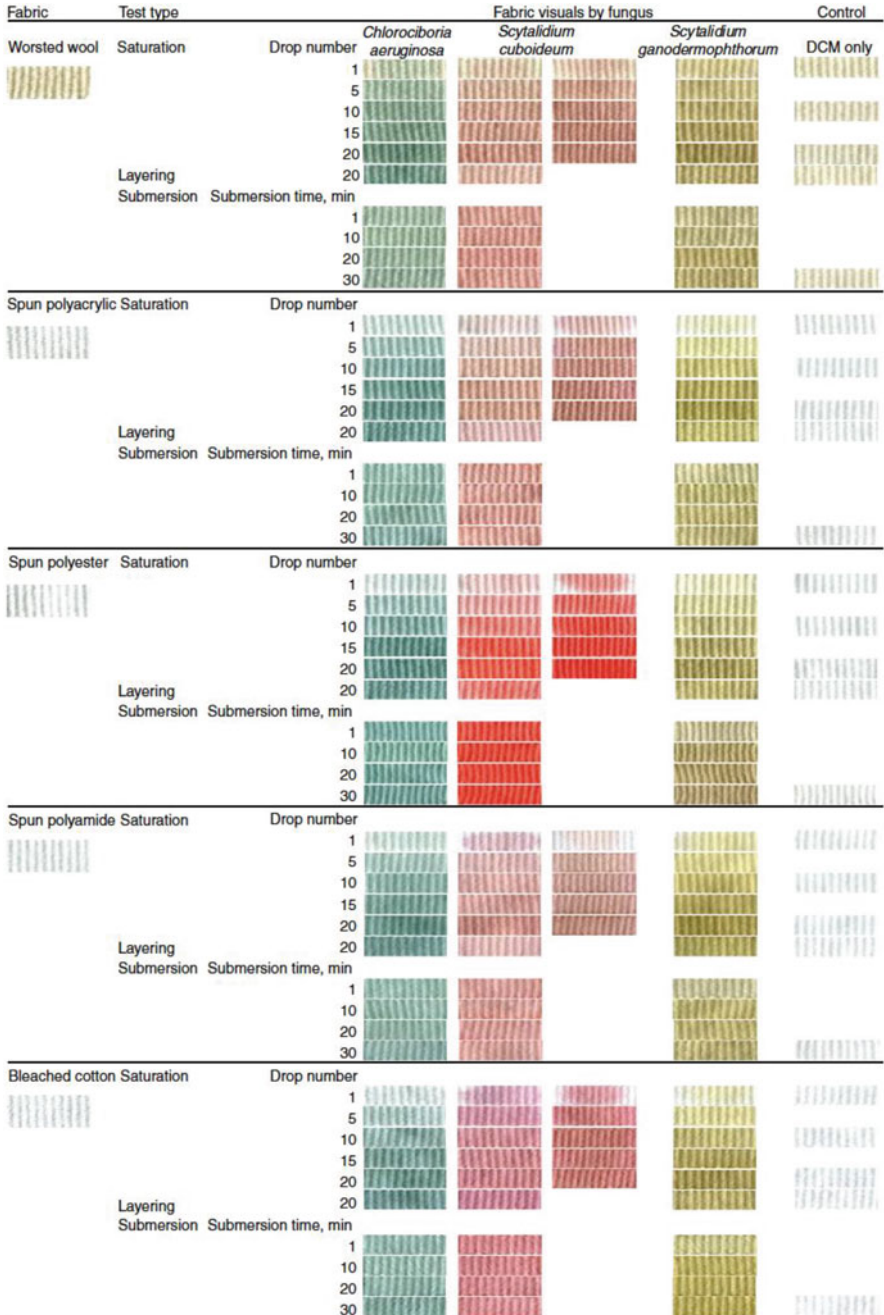 Fabric Test type Fabric visuals by fungus Control
Worsted wool Saturation Drop number Chlorociboria aeruginosa Scytalidium cuboideum Scytalidium ganodermophthorum DCM only
1
5
10
15
20
Layering 20
Submersion Submersion time, min
1
10
20
30
Spun polyacrylic Saturation Drop number
1
5
10
15
20
Layering 20
Submersion Submersion time, min
1
10
20
30
Spun polyester Saturation Drop number
1
5
10
15
20
Layering 20
Submersion Submersion time, min
1
10
20
30
Spun polyamide Saturation Drop number
1
5
10
15
20
Layering 20
Submersion Submersion time, min
1
10
20
30
Bleached cotton Saturation Drop number
1
5
10
15
20
Layering 20
Submersion Submersion time, min
1
10
20
30